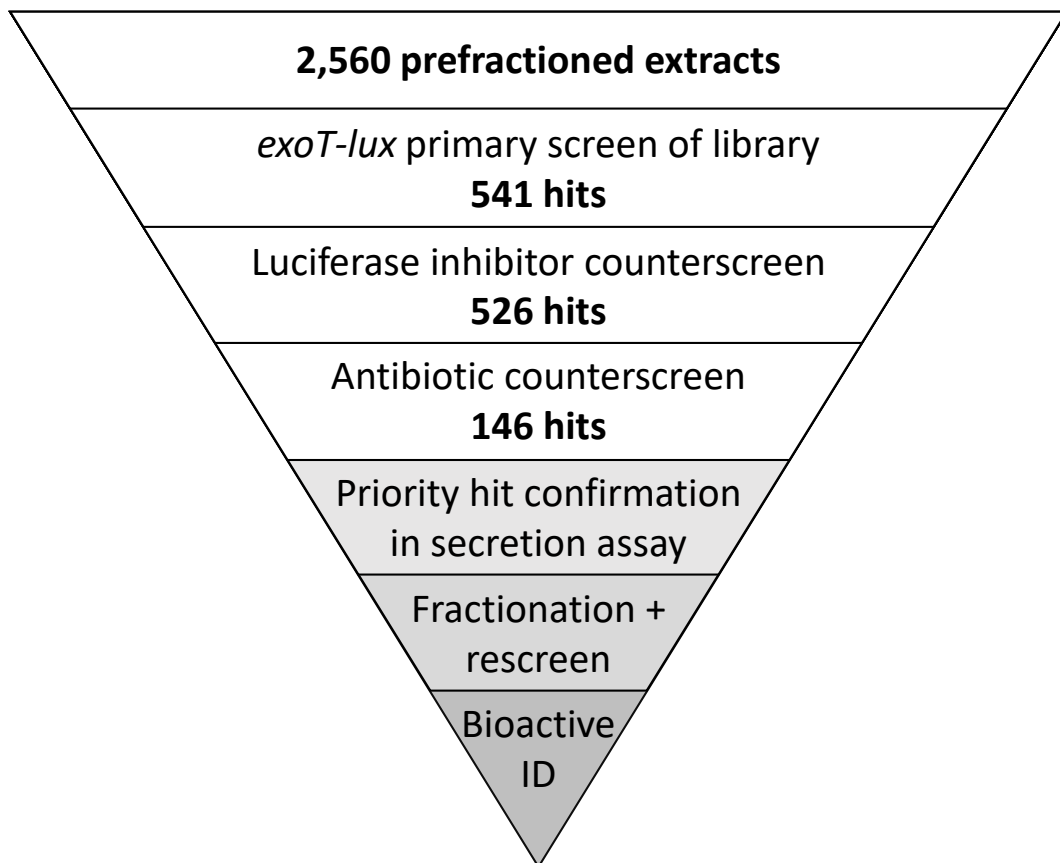 2,560 prefractioned extracts
exoT-lux primary screen of library
541 hits
Luciferase inhibitor counterscreen
526 hits
Antibiotic counterscreen
146 hits
Priority hit confirmation
in secretion assay
Fractionation +
rescreen
Bioactive
ID